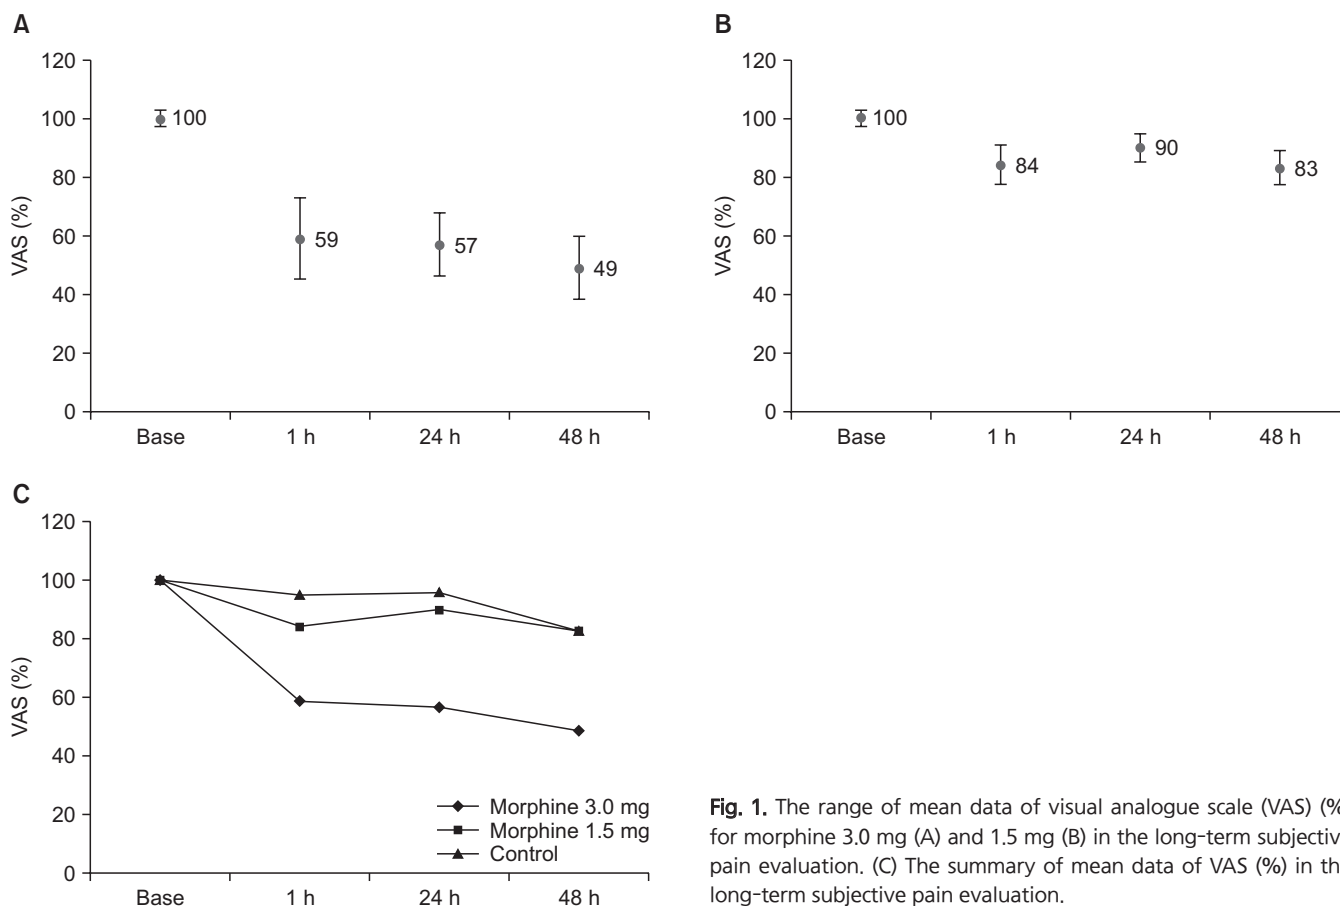 A
120
100
80
60
40
20
0
VAS (%)
100
59
57
49
Base 1 h 24 h 48 h
B
120
100
80
60
40
20
0
VAS (%)
100
84
90
83
Base 1 h 24 h 48 h
C
120
100
80
60
40
20
0
VAS (%)
Morphine 3.0 mg
Morphine 1.5 mg
Control
Base 1 h 24 h 48 h
Fig. 1. The range of mean data of visual analogue scale (VAS) (%
for morphine 3.0 mg (A) and 1.5 mg (B) in the long-term subjectiv
pain evaluation. (C) The summary of mean data of VAS (%) in th
long-term subjective pain evaluation.